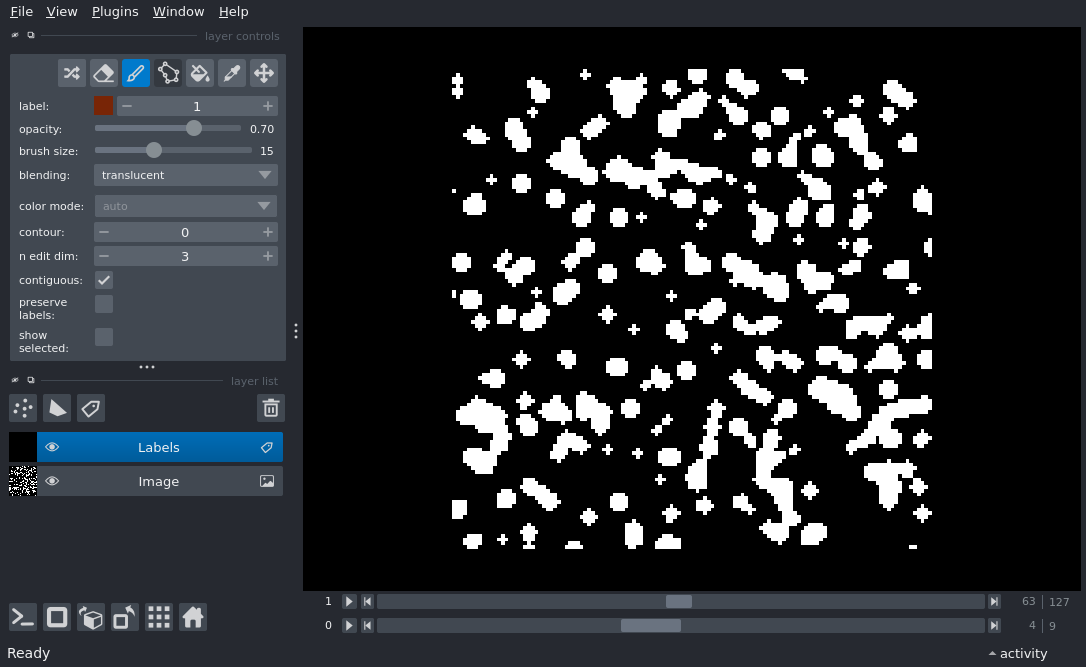 File View Plugins Window Help
layer controls
label: 1
opacity: 0.70
brush size: 15
blending: translucent
color mode: auto
contour: 0
n edit dim: 3
contiguous:
preserve
labels:
show
selected:
layer list
Labels
Image
1 63 127
0 4 9
Ready activity